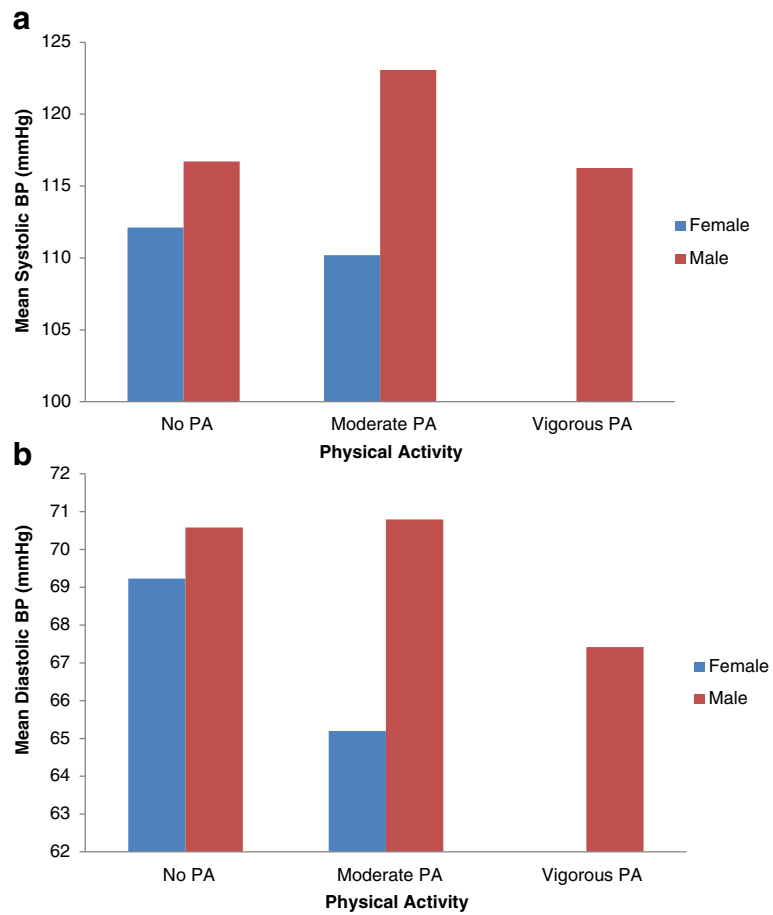 a
125
120
115
110
105
100
Mean Systolic BP (mmHg)
No PA
Moderate PA
Vigorous PA
Physical Activity
Female
Male
b
72
71
70
69
68
67
66
65
64
63
62
Mean Diastolic BP (mmHg)
No PA
Moderate PA
Vigorous PA
Physical Activity
Female
Male